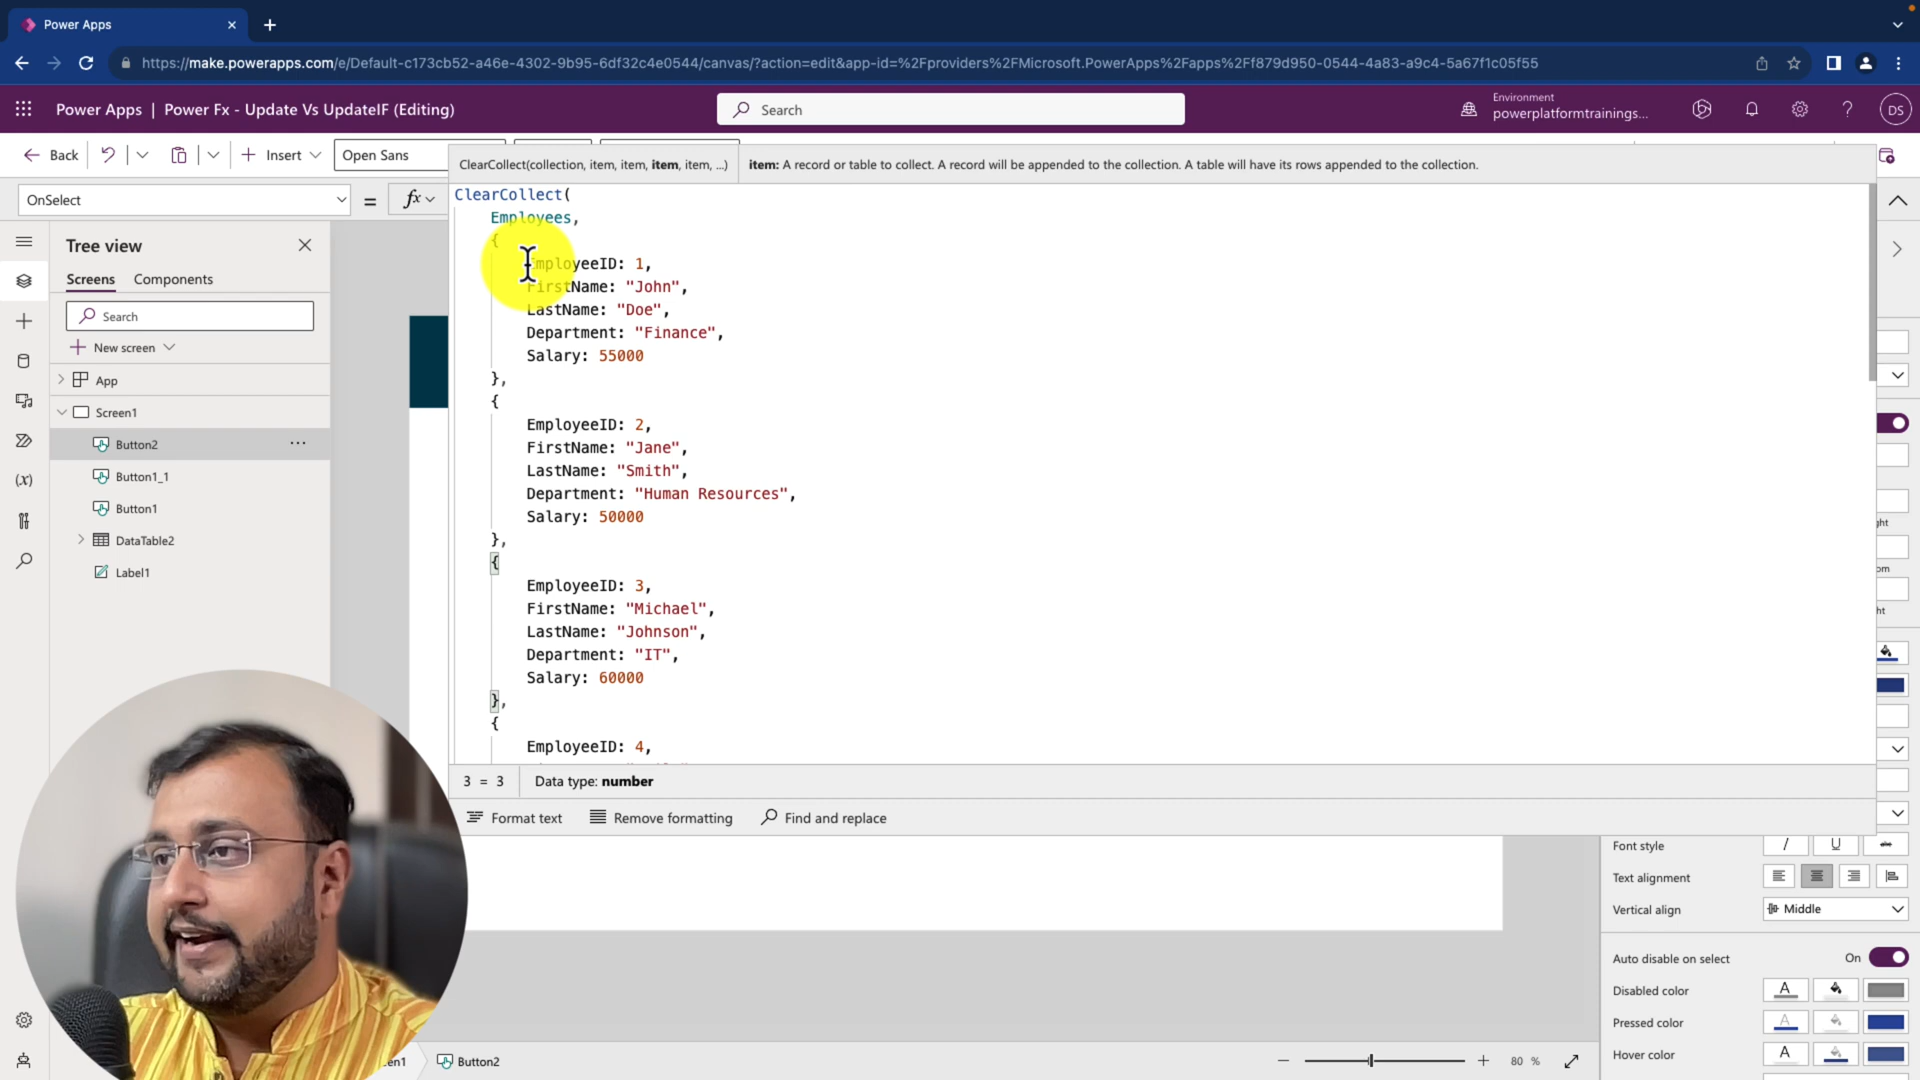 Power Apps
https://make.powerapps.com/e/Default-c173cb52-a46e-4302-9b95-6df32c4e0544/canvas/?action=edit&app-id=%2Fproviders%2FMicrosoft.PowerApps%2Fapps%2Ff879d950-0544-4a83-a9c4-5a67f1c05f55
Power Apps | Power Fx - Update Vs UpdateIF (Editing)
Search
Environment
powerplatformtrainings...
DS
Back
Insert
Open Sans
ClearCollect(collection, item, item, item, item, ...)
item: A record or table to collect. A record will be appended to the collection. A table will have its rows appended to the collection.
OnSelect
=
fx
Tree view
Screens
Components
Search
New screen
App
Screen1
Button2
Button1_1
Button1
DataTable2
Label1
ClearCollect(
Employees,
{
EmployeeID: 1,
FirstName: "John",
LastName: "Doe",
Department: "Finance",
Salary: 55000
},
{
EmployeeID: 2,
FirstName: "Jane",
LastName: "Smith",
Department: "Human Resources",
Salary: 50000
},
{
EmployeeID: 3,
FirstName: "Michael",
LastName: "Johnson",
Department: "IT",
Salary: 60000
},
{
EmployeeID: 4,
3 = 3
Data type: number
Format text
Remove formatting
Find and replace
Font style
Text alignment
Vertical align
Middle
Auto disable on select
On
Disabled color
Pressed color
Hover color
Button2
80 %